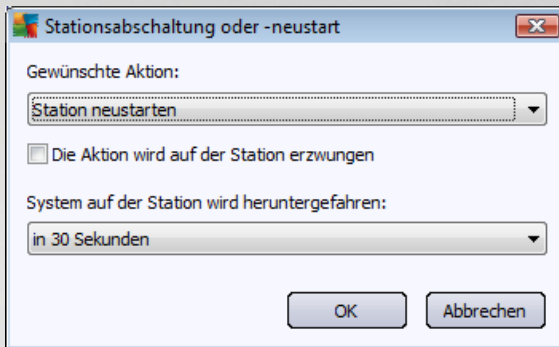 Stationsabschaltung oder -neustart
Gewünschte Aktion:
Station neustarten
Die Aktion wird auf der Station erzwungen
System auf der Station wird heruntergefahren:
in 30 Sekunden
OK
Abbrechen